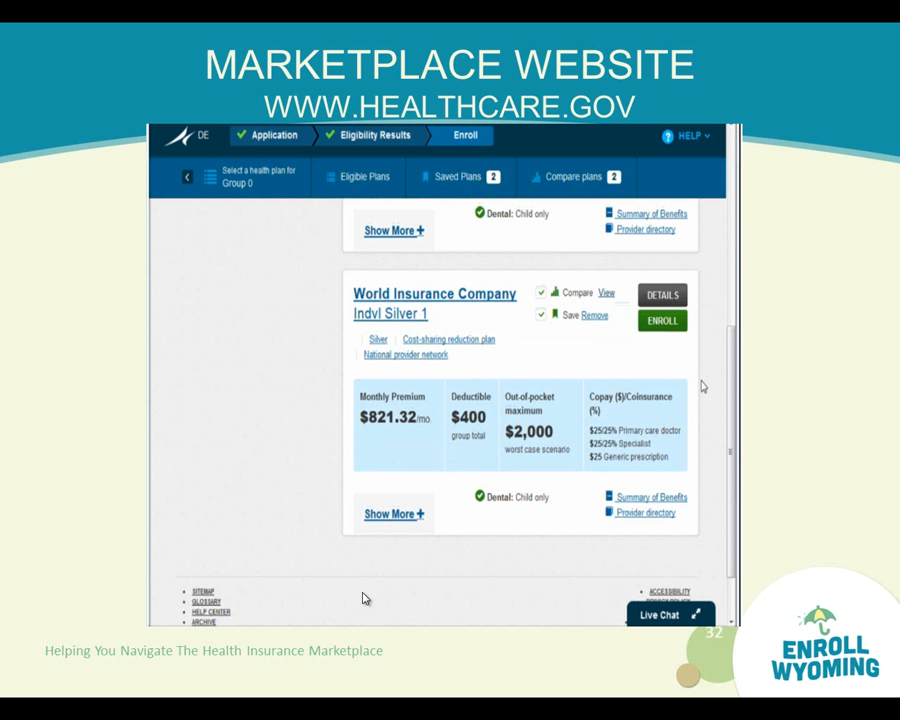 MARKETPLACE WEBSITE
WWW.HEALTHCARE.GOV
DE
Application
Eligibility Results
Enroll
? HELP
Select a health plan for
Group 0
Eligible Plans
Saved Plans 2
Compare plans 2
Show More +
Dental: Child only
Summary of Benefits
Provider directory
World Insurance Company
Indvl Silver 1
Compare View
Save Remove
DETAILS
ENROLL
Silver
Cost-sharing reduction plan
National provider network
Monthly Premium
$821.32/mo.
Deductible
$400
group total
Out-of-pocket
maximum
$2,000
worst case scenario
Copay ($)/Coinsurance
(%)
$25/25% Primary care doctor
$25/25% Specialist
$25 Generic prescription
Show More +
Dental: Child only
Summary of Benefits
Provider directory
SITEMAP
GLOSSARY
HELP CENTER
ARCHIVE
ACCESSIBILITY
Live Chat
32
Helping You Navigate The Health Insurance Marketplace
ENROLL
WYOMING